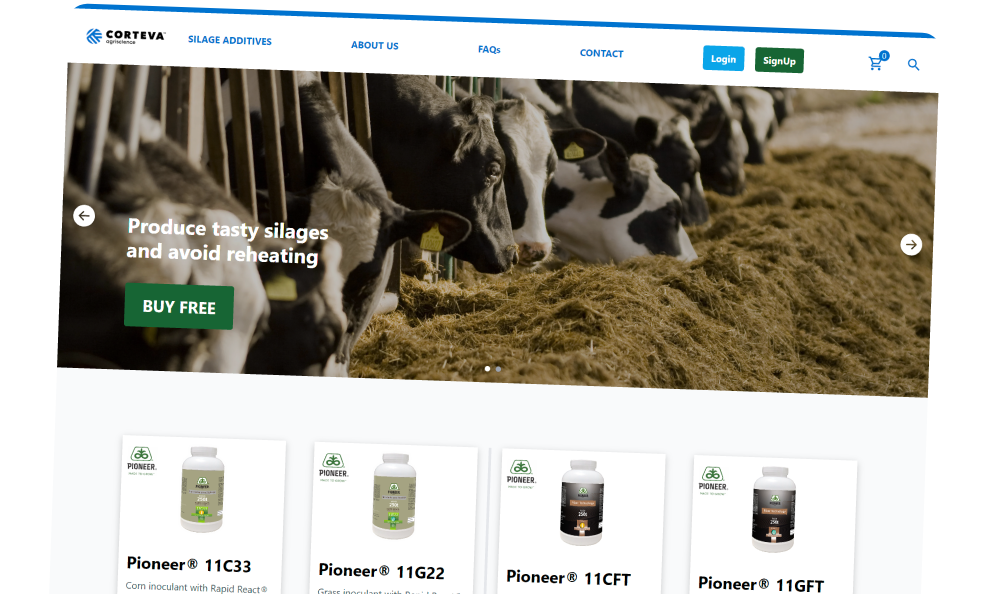 CORTEVA
agriscience
SILAGE ADDITIVES
ABOUT US
FAQs
CONTACT
Login
SignUp
0
Produce tasty silages
and avoid reheating
BUY FREE
PIONEER.
PIONEER.
PIONEER.
PIONEER.
Pioneer® 11C33
Pioneer® 11G22
Pioneer® 11CFT
Pioneer® 11GFT
Corn inoculant with Rapid React®
Grass inoculant with